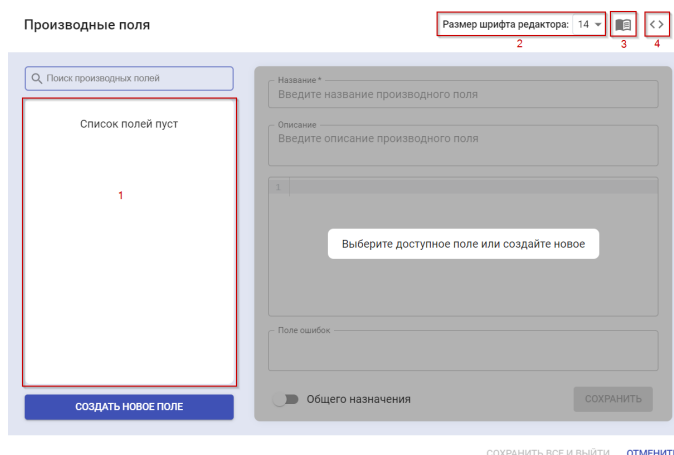 Производные поля
Размер шрифта редактора: 14
2
3
4
Поиск производных полей
Список полей пуст
1
СОЗДАТЬ НОВОЕ ПОЛЕ
Название *
Введите название производного поля
Описание
Введите описание производного поля
1
Выберите доступное поле или создайте новое
Поле ошибок
Общего назначения
СОХРАНИТЬ
СОХРАНИТЬ ВСЕ И ВЫЙТИ ОТМЕНИТЬ